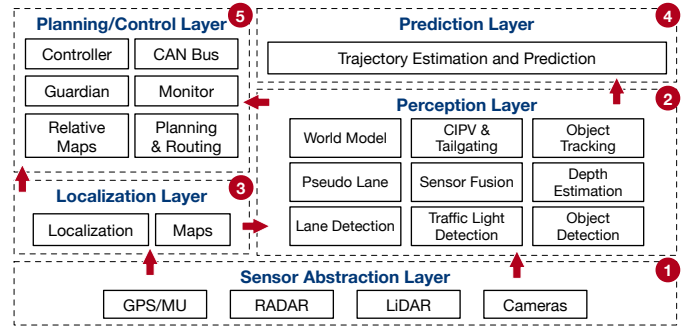 Planning/Control Layer
5
Controller
CAN Bus
Guardian
Monitor
Relative
Maps
Planning
& Routing
Prediction Layer
4
Trajectory Estimation and Prediction
Perception Layer
2
World Model
CIPV &
Tailgating
Object
Tracking
Pseudo Lane
Sensor Fusion
Depth
Estimation
Lane Detection
Traffic Light
Detection
Object
Detection
Localization Layer
3
Localization
Maps
Sensor Abstraction Layer
1
GPS/MU
RADAR
LiDAR
Cameras